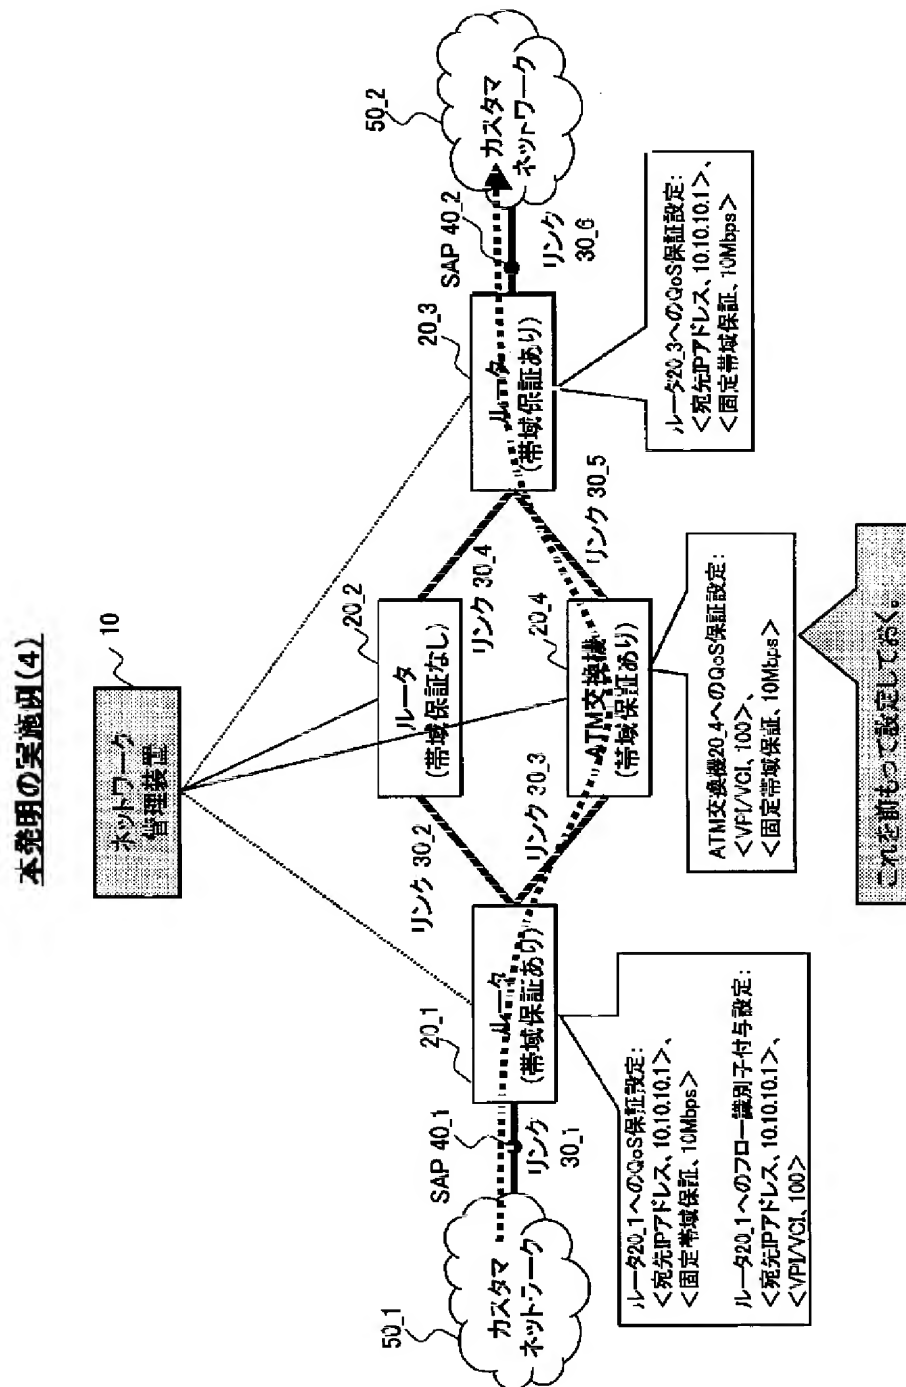 本発明の実施例(4)
10
ネットワーク
管理装置
50_1
カスタマ
ネットワーク
SAP 40_1
リンク
30_1
20_1
ルータ
(帯域保証あり)
リンク 30_2
リンク 30_3
20_2
ルータ
(帯域保証なし)
20_4
ATM交換機
(帯域保証あり)
リンク 30_4
リンク 30_5
20_3
ルータ
(帯域保証あり)
SAP 40_2
リンク
30_6
50_2
カスタマ
ネットワーク
ルータ20_1へのQoS保証設定:
<宛先IPアドレス、10.10.10.1>、
<固定帯域保証、10Mbps>
ルータ20_1へのフロー識別子付与設定:
<宛先IPアドレス、10.10.10.1>、
<VPI/VCI、100>
ATM交換機20_4へのQoS保証設定:
<VPI/VCI、100>、
<固定帯域保証、10Mbps>
ルータ20_3へのQoS保証設定:
<宛先IPアドレス、10.10.10.1>、
<固定帯域保証、10Mbps>
これを前もって設定しておく。